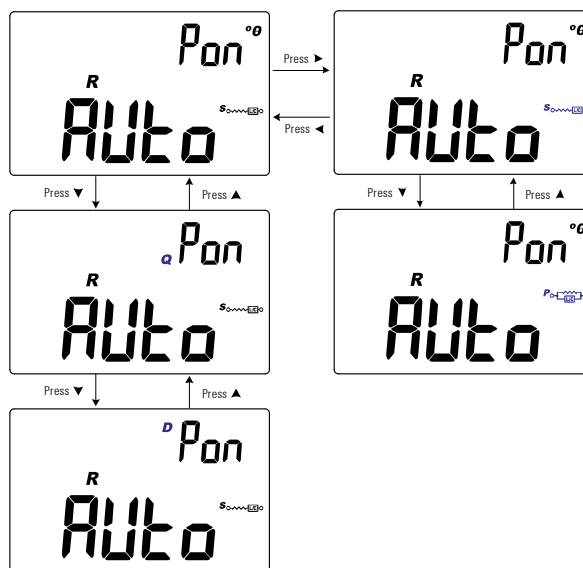 Pon °θ
R
AUto
S L/C
Press ►
Press ◄
Pon °θ
R
AUto
S L/C
Press ▼
Press ▲
Press ▼
Press ▲
Q Pon
R
AUto
S L/C
Pon °θ
R
AUto
P L/C
Press ▼
Press ▲
D Pon
R
AUto
S L/C